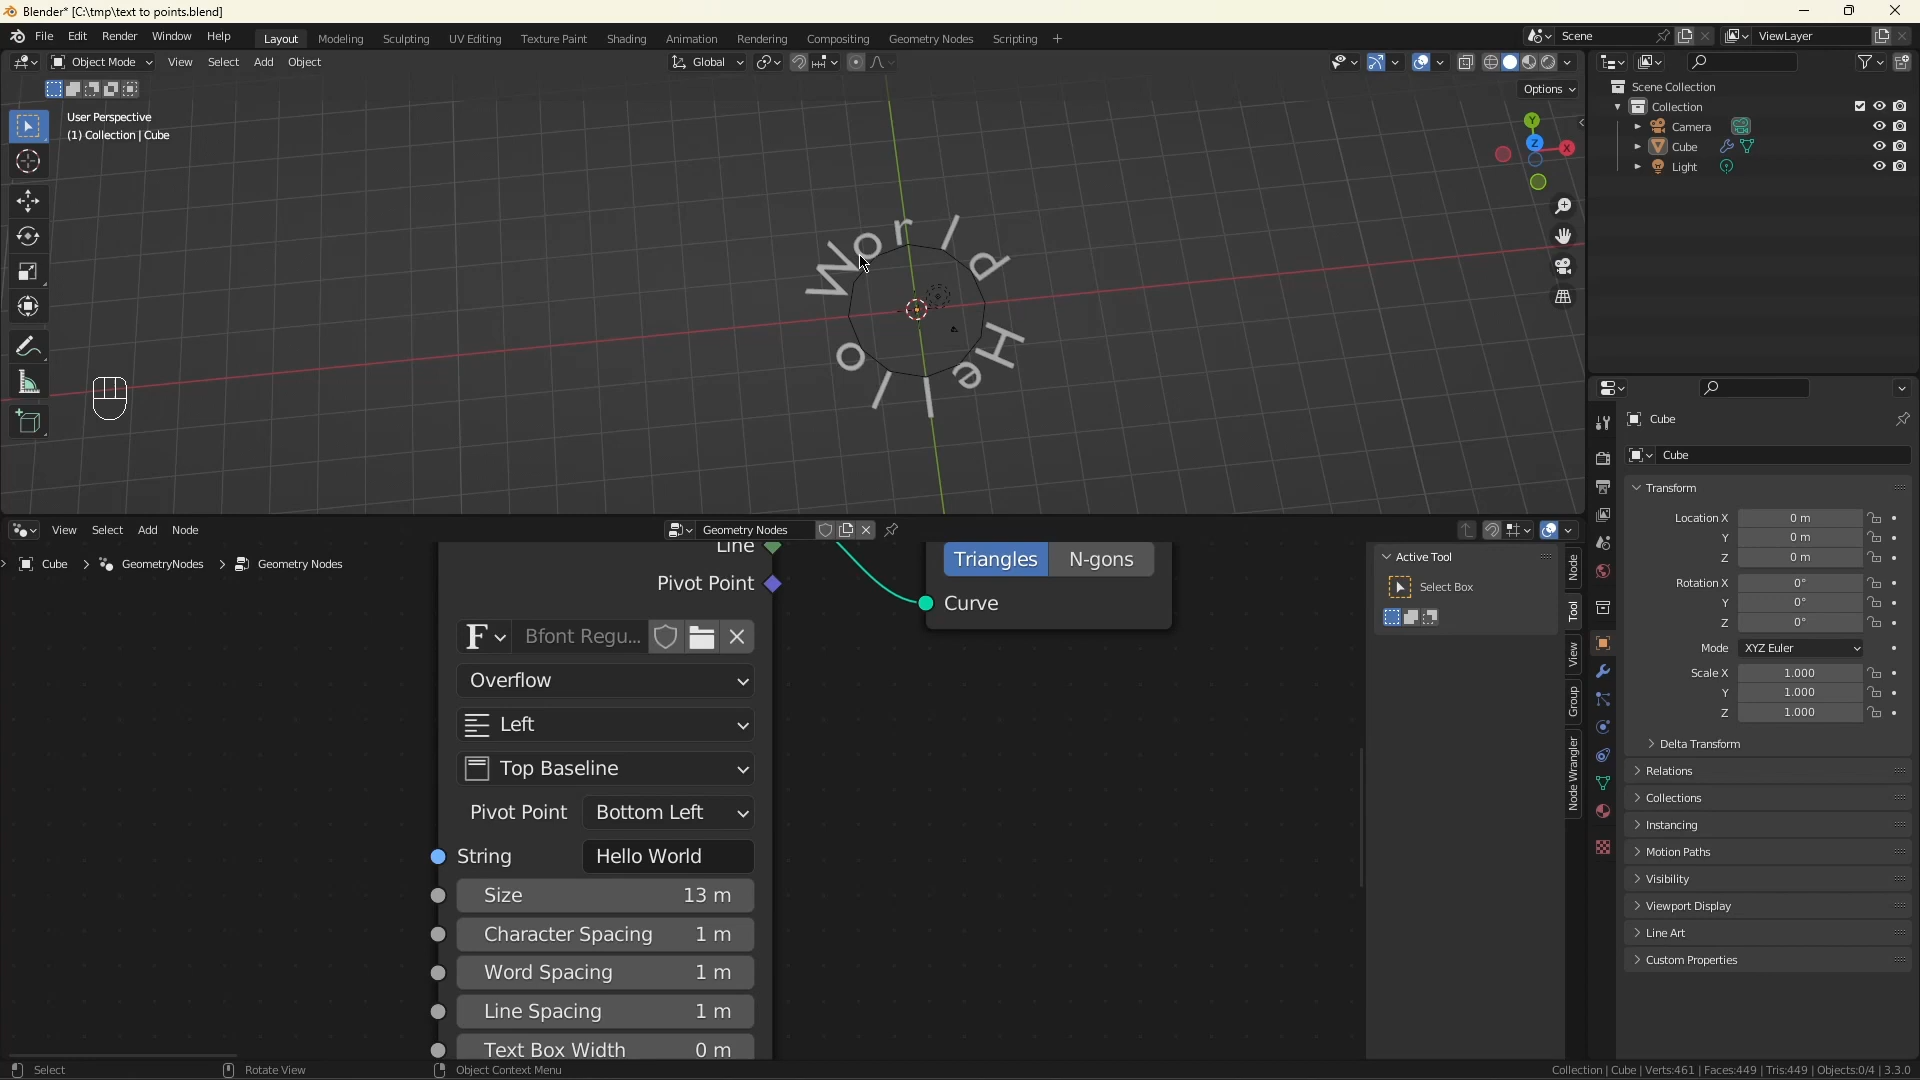 Blender* [C:\tmp\text to points.blend]
File Edit Render Window Help Layout Modeling Sculpting UV Editing Texture Paint Shading Animation Rendering Compositing Geometry Nodes Scripting + Scene ViewLayer
Object Mode View Select Add Object Global
Options
User Perspective
(1) Collection | Cube
X
Y
Z
Hello World
Scene Collection
Collection
Camera
Cube
Light
Cube
Cube
Transform
Location X 0 m
Y 0 m
Z 0 m
Rotation X 0°
Y 0°
Z 0°
Mode XYZ Euler
Scale X 1.000
Y 1.000
Z 1.000
Delta Transform
Relations
Collections
Instancing
Motion Paths
Visibility
Viewport Display
Line Art
Custom Properties
View Select Add Node Geometry Nodes
Cube > GeometryNodes > Geometry Nodes
Line
Pivot Point
F Bfont Regu...
Overflow
Left
Top Baseline
Pivot Point Bottom Left
String Hello World
Size 13 m
Character Spacing 1 m
Word Spacing 1 m
Line Spacing 1 m
Text Box Width 0 m
Triangles N-gons
Curve
Active Tool
Select Box
Node
Tool
View
Group
Node Wrangler
Select Rotate View Object Context Menu
Collection | Cube | Verts:461 | Faces:449 | Tris:449 | Objects:0/4 | 3.3.0